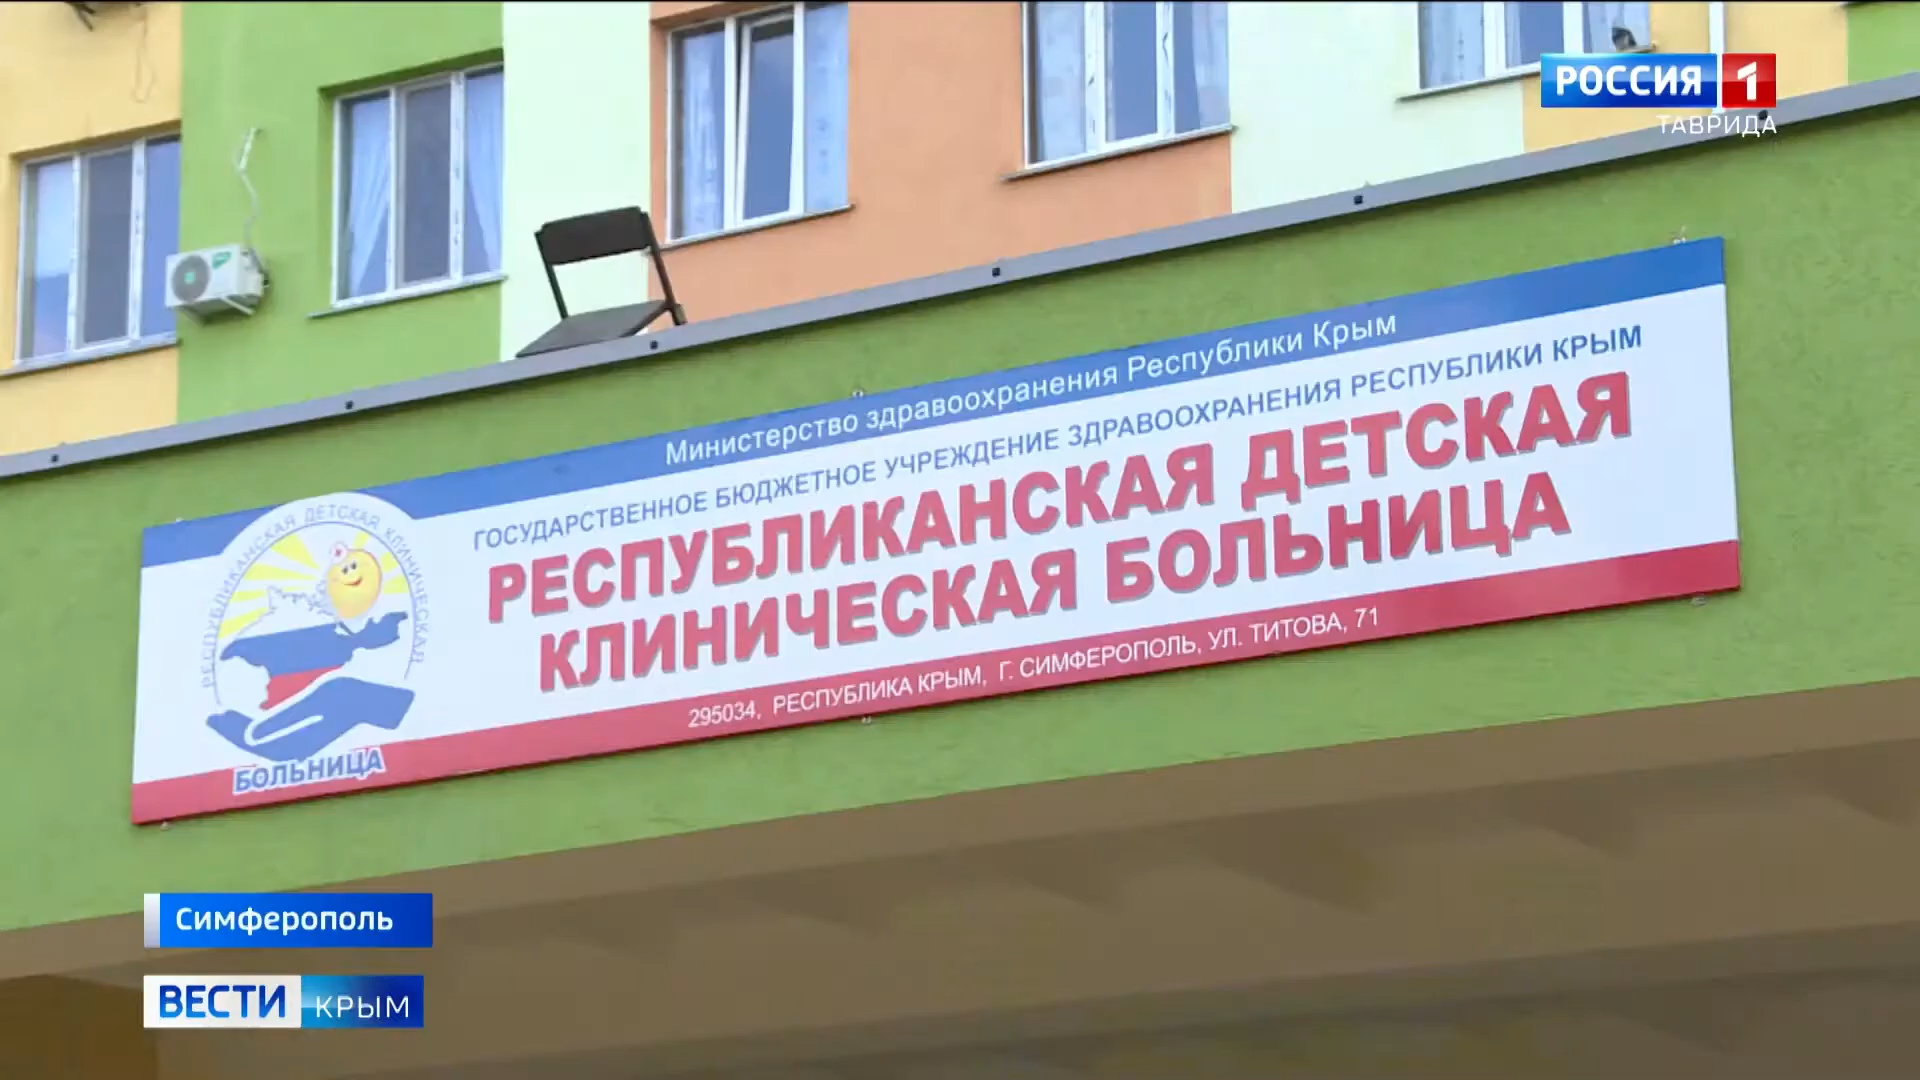 РОССИЯ 1
ТАВРИДА
Министерство здравоохранения Республики Крым
ГОСУДАРСТВЕННОЕ БЮДЖЕТНОЕ УЧРЕЖДЕНИЕ ЗДРАВООХРАНЕНИЯ РЕСПУБЛИКИ КРЫМ
РЕСПУБЛИКАНСКАЯ ДЕТСКАЯ
КЛИНИЧЕСКАЯ БОЛЬНИЦА
295034, РЕСПУБЛИКА КРЫМ, Г. СИМФЕРОПОЛЬ, УЛ. ТИТОВА, 71
РЕСПУБЛИКАНСКАЯ ДЕТСКАЯ КЛИНИЧЕСКАЯ
БОЛЬНИЦА
Симферополь
ВЕСТИ КРЫМ